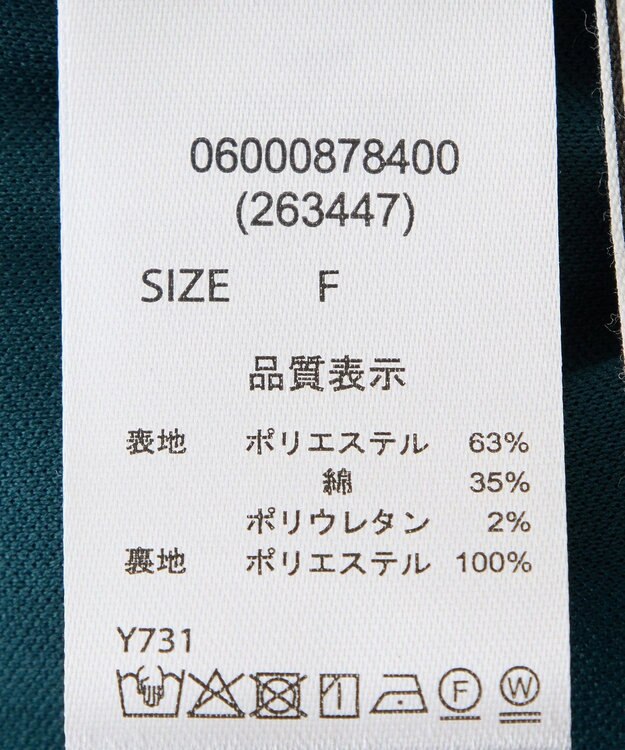 06000878400
(263447)
SIZE F
品質表示
表地 ポリエステル 63%
綿 35%
ポリウレタン 2%
裏地 ポリエステル 100%
Y731
F W